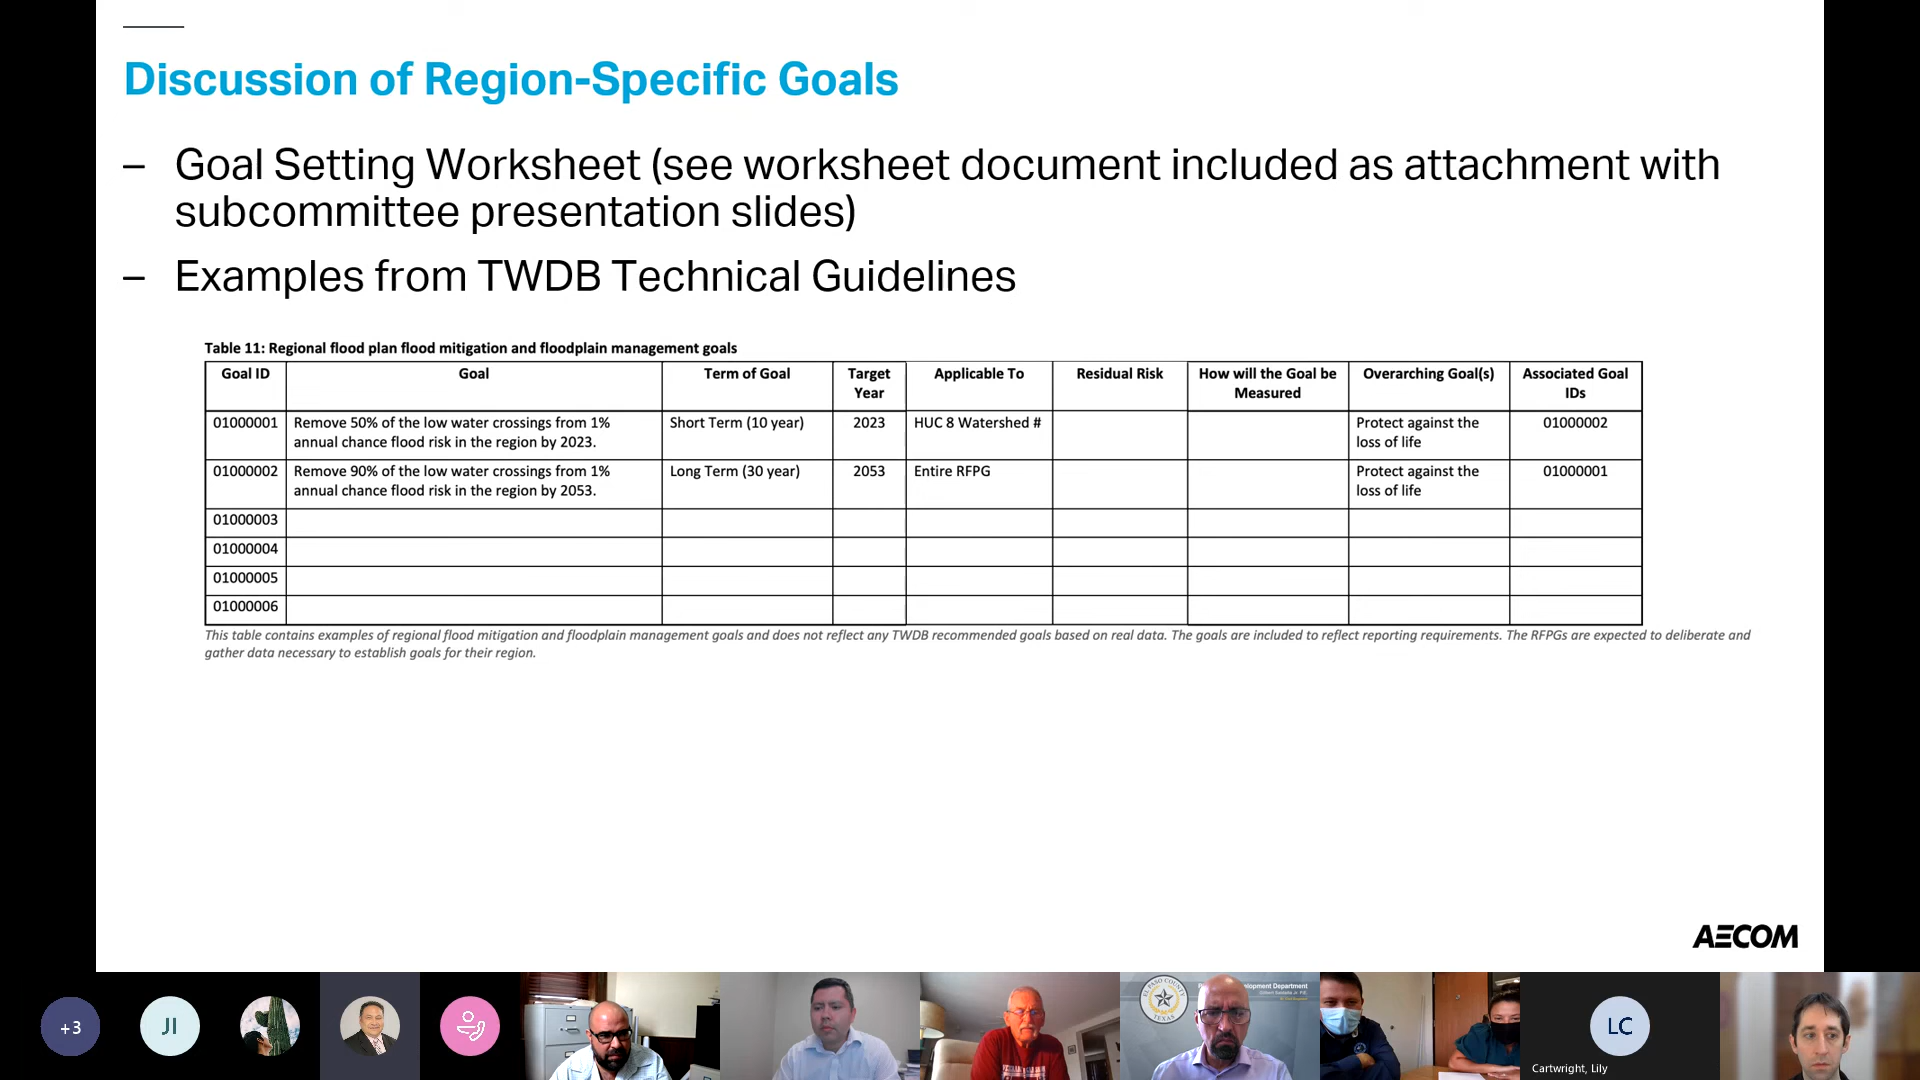 Discussion of Region-Specific Goals
– Goal Setting Worksheet (see worksheet document included as attachment with
subcommittee presentation slides)
– Examples from TWDB Technical Guidelines
Table 11: Regional flood plan flood mitigation and floodplain management goals
Goal ID Goal Term of Goal Target Year Applicable To Residual Risk How will the Goal be Measured Overarching Goal(s) Associated Goal IDs
01000001 Remove 50% of the low water crossings from 1% annual chance flood risk in the region by 2023. Short Term (10 year) 2023 HUC 8 Watershed # Protect against the loss of life 01000002
01000002 Remove 90% of the low water crossings from 1% annual chance flood risk in the region by 2053. Long Term (30 year) 2053 Entire RFPG Protect against the loss of life 01000001
01000003
01000004
01000005
01000006
This table contains examples of regional flood mitigation and floodplain management goals and does not reflect any TWDB recommended goals based on real data. The goals are included to reflect reporting requirements. The RFPGs are expected to deliberate and
gather data necessary to establish goals for their region.
AECOM
+3
JI
EL PASO COUNTY
TEXAS
elopment Department
LC
Cartwright, Lily